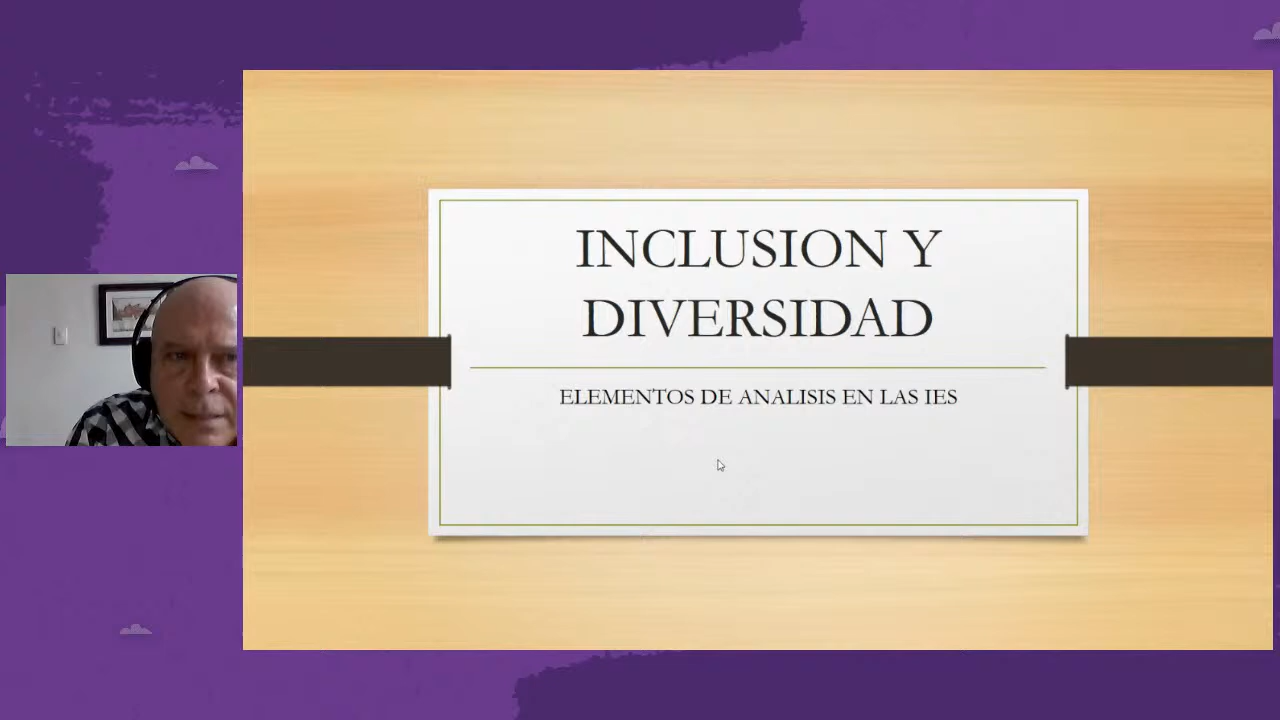 INCLUSION Y
DIVERSIDAD
ELEMENTOS DE ANALISIS EN LAS IES